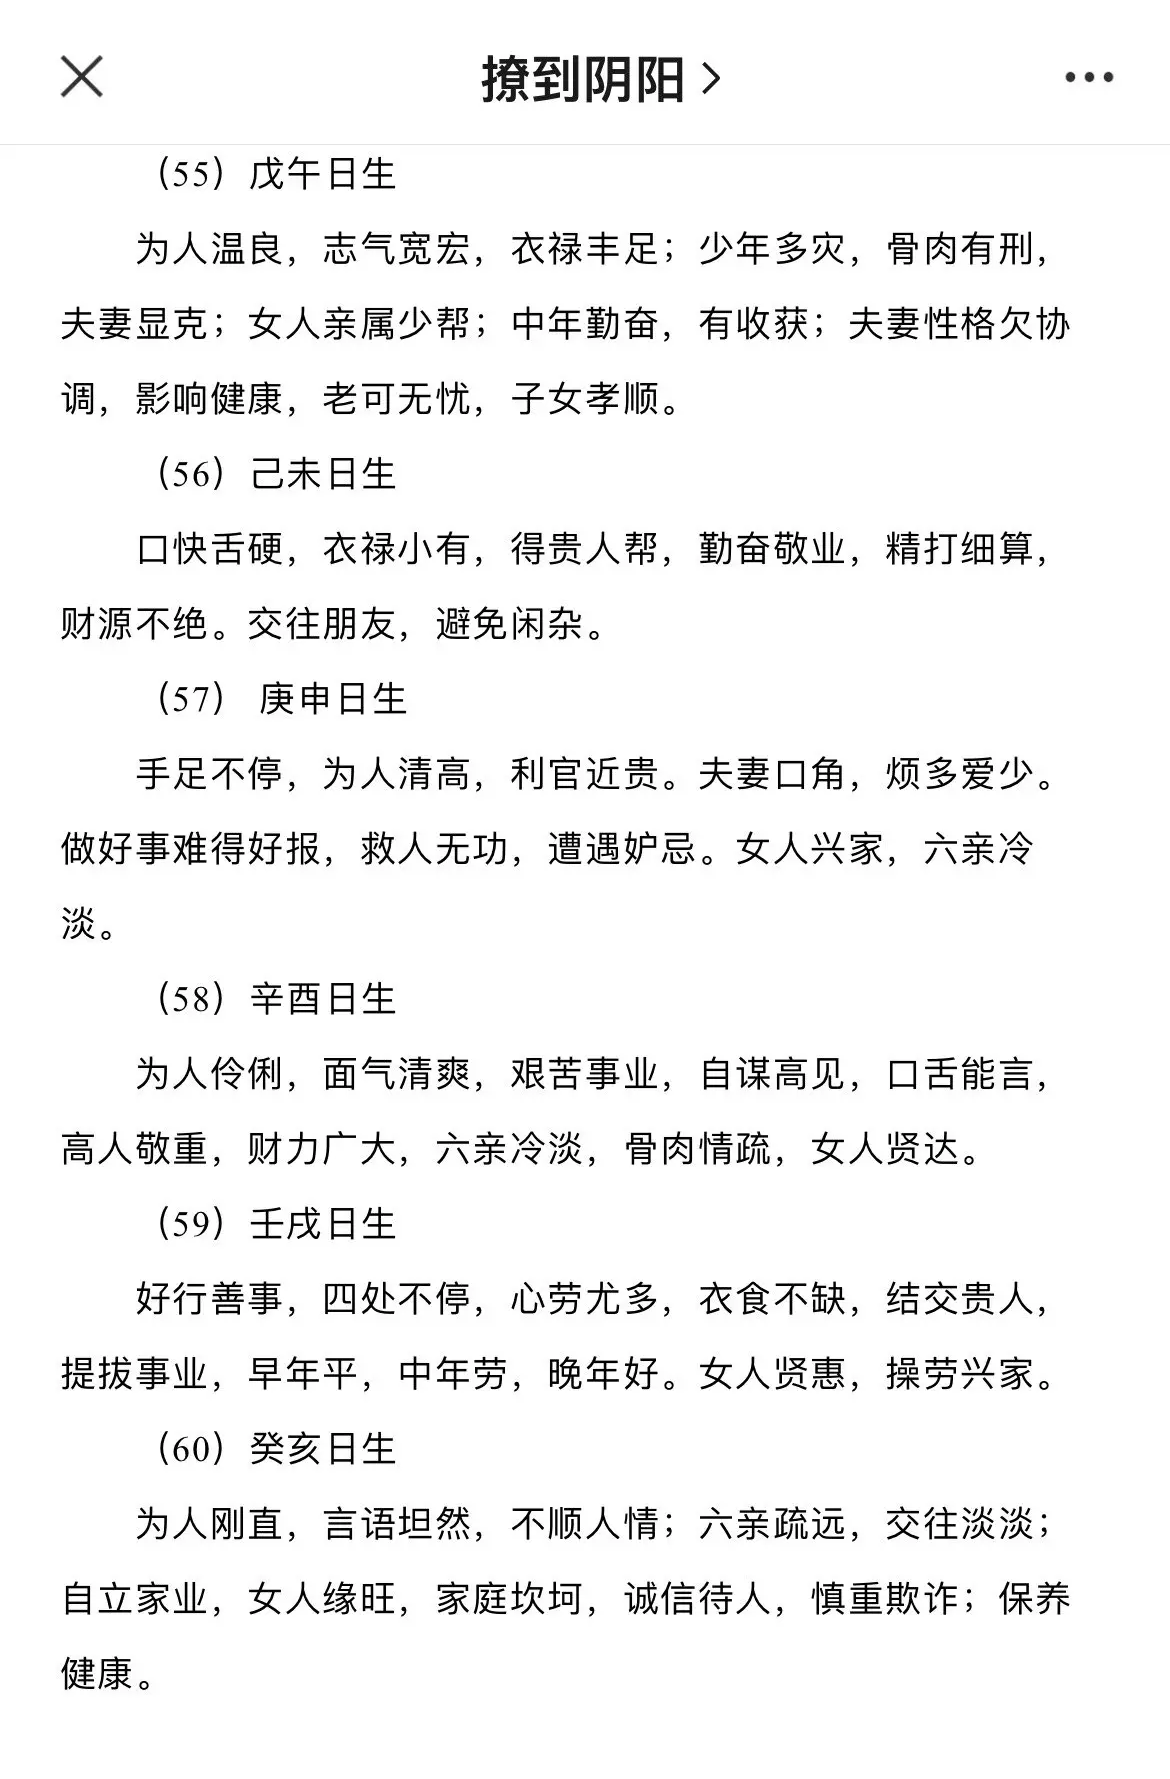 撩到阴阳
（55）戊午日生
为人温良，志气宽宏，衣禄丰足；少年多灾，骨肉有刑，
夫妻显克；女人亲属少帮；中年勤奋，有收获；夫妻性格欠协
调，影响健康，老可无忧，子女孝顺。
（56）己未日生
口快舌硬，衣禄小有，得贵人帮，勤奋敬业，精打细算，
财源不绝。交往朋友，避免闲杂。
（57） 庚申日生
手足不停，为人清高，利官近贵。夫妻口角，烦多爱少。
做好事难得好报，救人无功，遭遇妒忌。女人兴家，六亲冷
淡。
（58）辛酉日生
为人伶俐，面气清爽，艰苦事业，自谋高见，口舌能言，
高人敬重，财力广大，六亲冷淡，骨肉情疏，女人贤达。
（59）壬戌日生
好行善事，四处不停，心劳尤多，衣食不缺，结交贵人，
提拔事业，早年平，中年劳，晚年好。女人贤惠，操劳兴家。
（60）癸亥日生
为人刚直，言语坦然，不顺人情；六亲疏远，交往淡淡；
自立家业，女人缘旺，家庭坎坷，诚信待人，慎重欺诈；保养
健康。